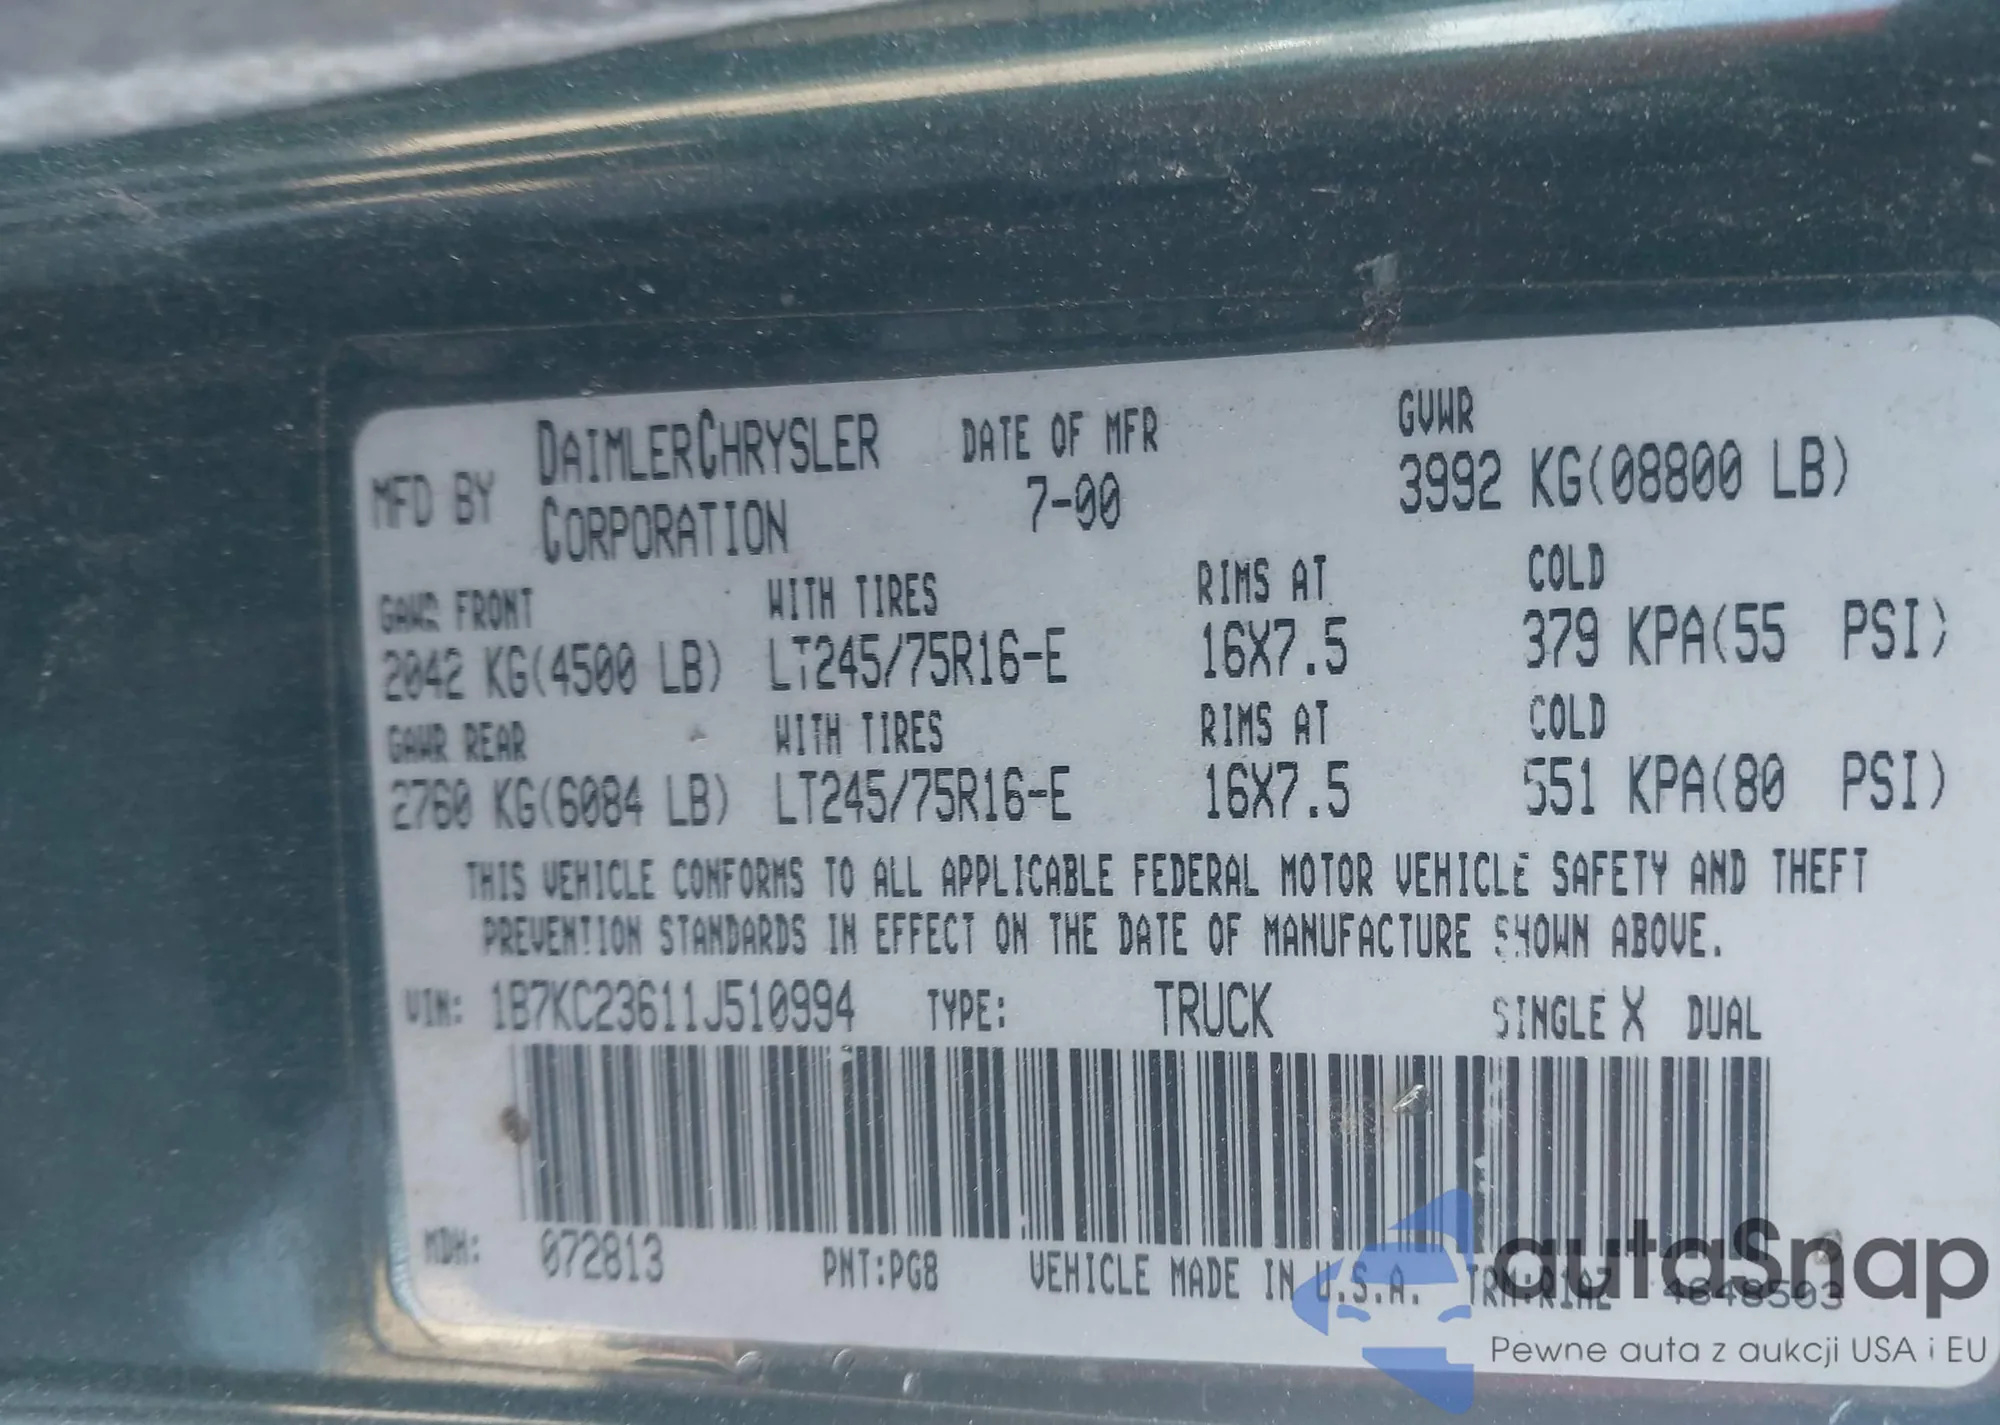 MFD BY DAIMLERCHRYSLER CORPORATION
DATE OF MFR
7-00
GVWR
3992 KG(08800 LB)
GAWR FRONT WITH TIRES RIMS AT COLD
2042 KG(4500 LB) LT245/75R16-E 16X7.5 379 KPA(55 PSI)
GAWR REAR WITH TIRES RIMS AT COLD
2760 KG(6084 LB) LT245/75R16-E 16X7.5 551 KPA(80 PSI)
THIS VEHICLE CONFORMS TO ALL APPLICABLE FEDERAL MOTOR VEHICLE SAFETY AND THEFT
PREVENTION STANDARDS IN EFFECT ON THE DATE OF MANUFACTURE SHOWN ABOVE.
VIN: 1B7KC23611J510994 TYPE: TRUCK SINGLE X DUAL
MDH: 072813 PNT:PG8 VEHICLE MADE IN U.S.A. TRM:R1AZ 4648503
autaSnap
Pewne auta z aukcji USA i EU